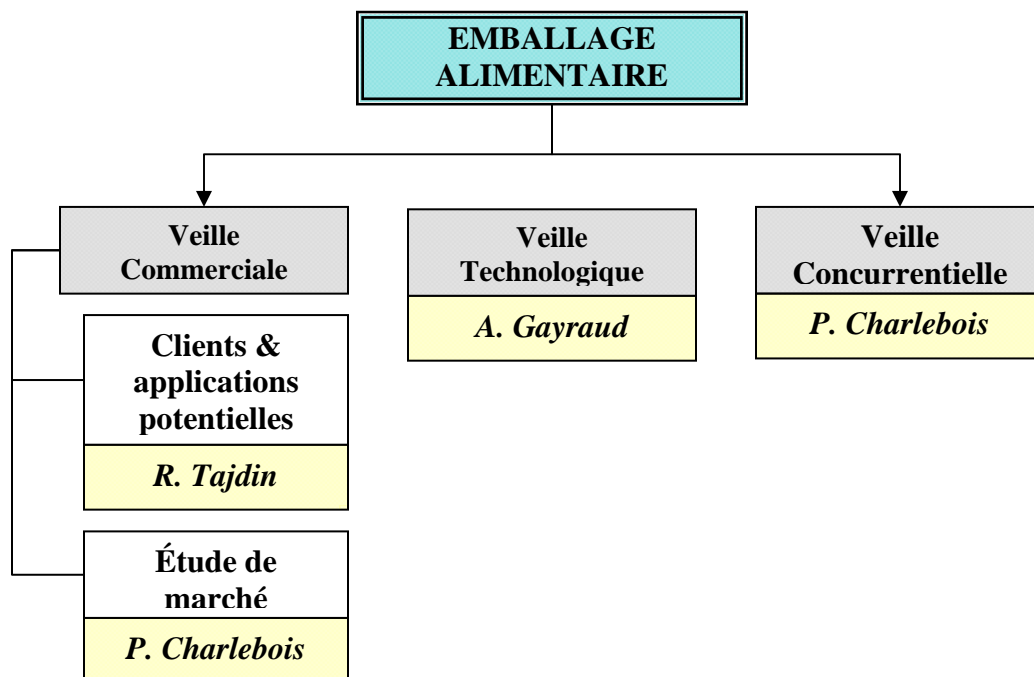 EMBALLAGE
ALIMENTAIRE
Veille
Commerciale
Veille
Technologique
A. Gayraud
Veille
Concurrentielle
P. Charlebois
Clients &
applications
potentielles
R. Tajdin
Étude de
marché
P. Charlebois